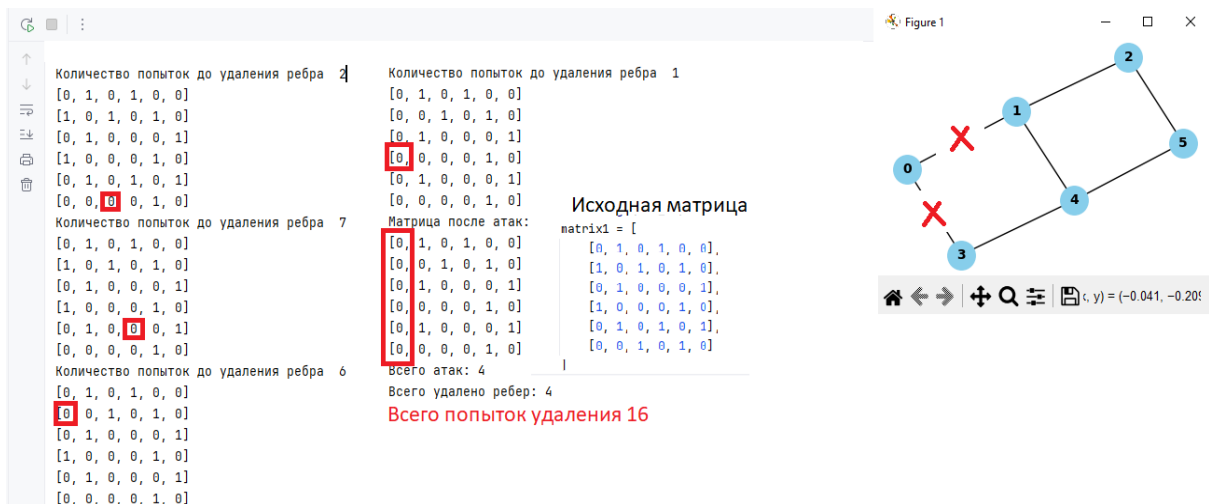 Количество попыток до удаления ребра 2
[0, 1, 0, 1, 0, 0]
[1, 0, 1, 0, 1, 0]
[0, 1, 0, 0, 0, 1]
[1, 0, 0, 0, 1, 0]
[0, 1, 0, 1, 0, 1]
[0, 0, 0, 0, 1, 0]
Количество попыток до удаления ребра 7
[0, 1, 0, 1, 0, 0]
[1, 0, 1, 0, 1, 0]
[0, 1, 0, 0, 0, 1]
[1, 0, 0, 0, 1, 0]
[0, 1, 0, 0, 0, 1]
[0, 0, 0, 0, 1, 0]
Количество попыток до удаления ребра 6
[0, 1, 0, 1, 0, 0]
[0, 0, 1, 0, 1, 0]
[0, 1, 0, 0, 0, 1]
[1, 0, 0, 0, 1, 0]
[0, 1, 0, 0, 0, 1]
[0, 0, 0, 0, 1, 0]
Количество попыток до удаления ребра 1
[0, 1, 0, 1, 0, 0]
[0, 0, 1, 0, 1, 0]
[0, 1, 0, 0, 0, 1]
[0, 0, 0, 0, 1, 0]
[0, 1, 0, 0, 0, 1]
[0, 0, 0, 0, 1, 0]
Матрица после атак:
[0, 1, 0, 1, 0, 0]
[0, 0, 1, 0, 1, 0]
[0, 1, 0, 0, 0, 1]
[0, 0, 0, 0, 1, 0]
[0, 1, 0, 0, 0, 1]
[0, 0, 0, 0, 1, 0]
Всего атак: 4
Всего удалено ребер: 4
Всего попыток удаления 16
Исходная матрица
matrix1 = [
[0, 1, 0, 1, 0, 0],
[1, 0, 1, 0, 1, 0],
[0, 1, 0, 0, 0, 1],
[1, 0, 0, 0, 1, 0],
[0, 1, 0, 1, 0, 1],
[0, 0, 1, 0, 1, 0]
Figure 1
2
1
5
0
4
3
, y) = (-0.041, -0.209